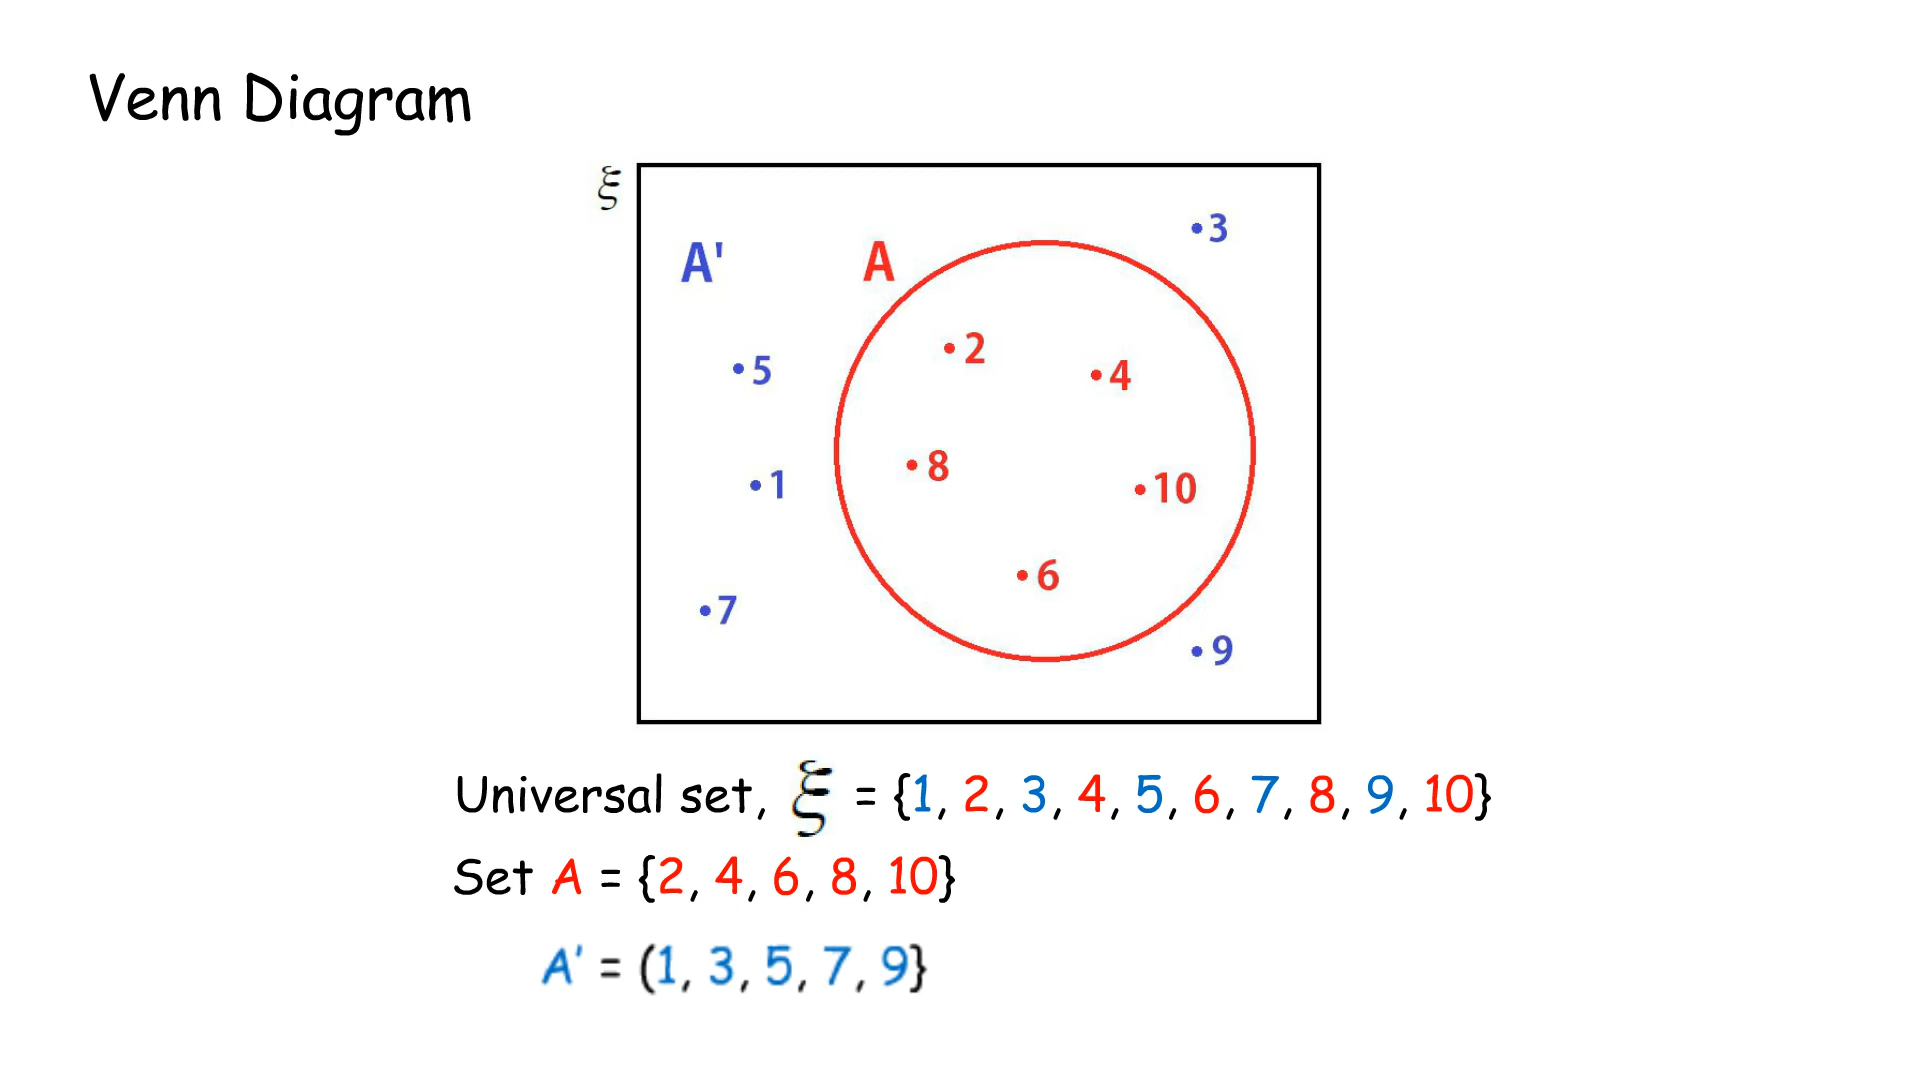 Venn Diagram
ξ
•3
A'
A
•2
•5
•4
•8
•1
•10
•6
•7
•9
Universal set, ξ = {1, 2, 3, 4, 5, 6, 7, 8, 9, 10}
Set A = {2, 4, 6, 8, 10}
A' = (1, 3, 5, 7, 9}